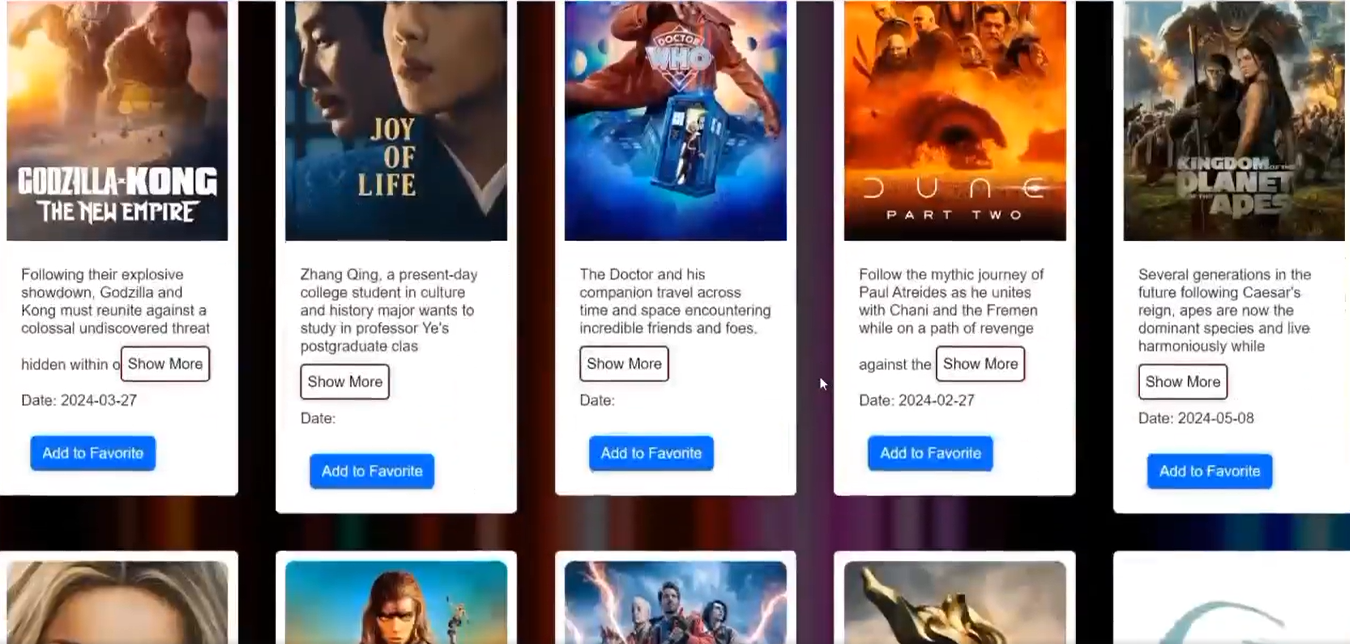 GODZILLA x KONG
THE NEW EMPIRE
Following their explosive
showdown, Godzilla and
Kong must reunite against a
colossal undiscovered threat
hidden within o Show More
Date: 2024-03-27
Add to Favorite
JOY
OF
LIFE
Zhang Qing, a present-day
college student in culture
and history major wants to
study in professor Ye's
postgraduate clas
Show More
Date:
Add to Favorite
DOCTOR
WHO
The Doctor and his
companion travel across
time and space encountering
incredible friends and foes.
Show More
Date:
Add to Favorite
DUNE
PART TWO
Follow the mythic journey of
Paul Atreides as he unites
with Chani and the Fremen
while on a path of revenge
against the Show More
Date: 2024-02-27
Add to Favorite
KINGDOM OF THE
PLANET
OF THE APES
Several generations in the
future following Caesar's
reign, apes are now the
dominant species and live
harmoniously while
Show More
Date: 2024-05-08
Add to Favorite